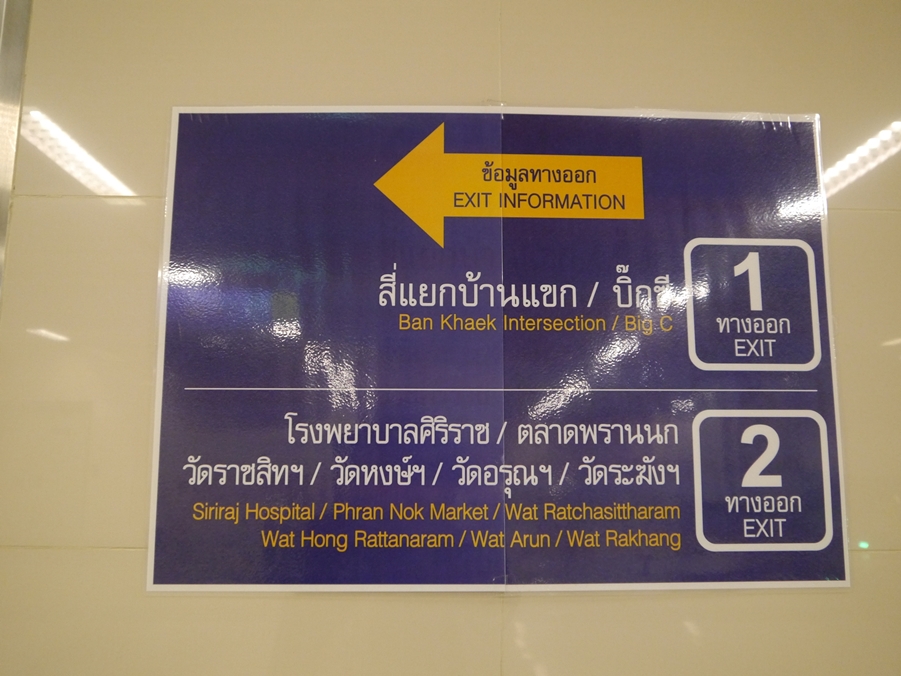 ข้อมูลทางออก
EXIT INFORMATION
สี่แยกบ้านแขก / บิ๊กซี
Ban Khaek Intersection / Big C
1
ทางออก
EXIT
โรงพยาบาลศิริราช / ตลาดพรานนก
วัดราชสิทฯ / วัดหงษ์ฯ / วัดอรุณฯ / วัดระฆังฯ
Siriraj Hospital / Phran Nok Market / Wat Ratchasittharam
Wat Hong Rattanaram / Wat Arun / Wat Rakhang
2
ทางออก
EXIT